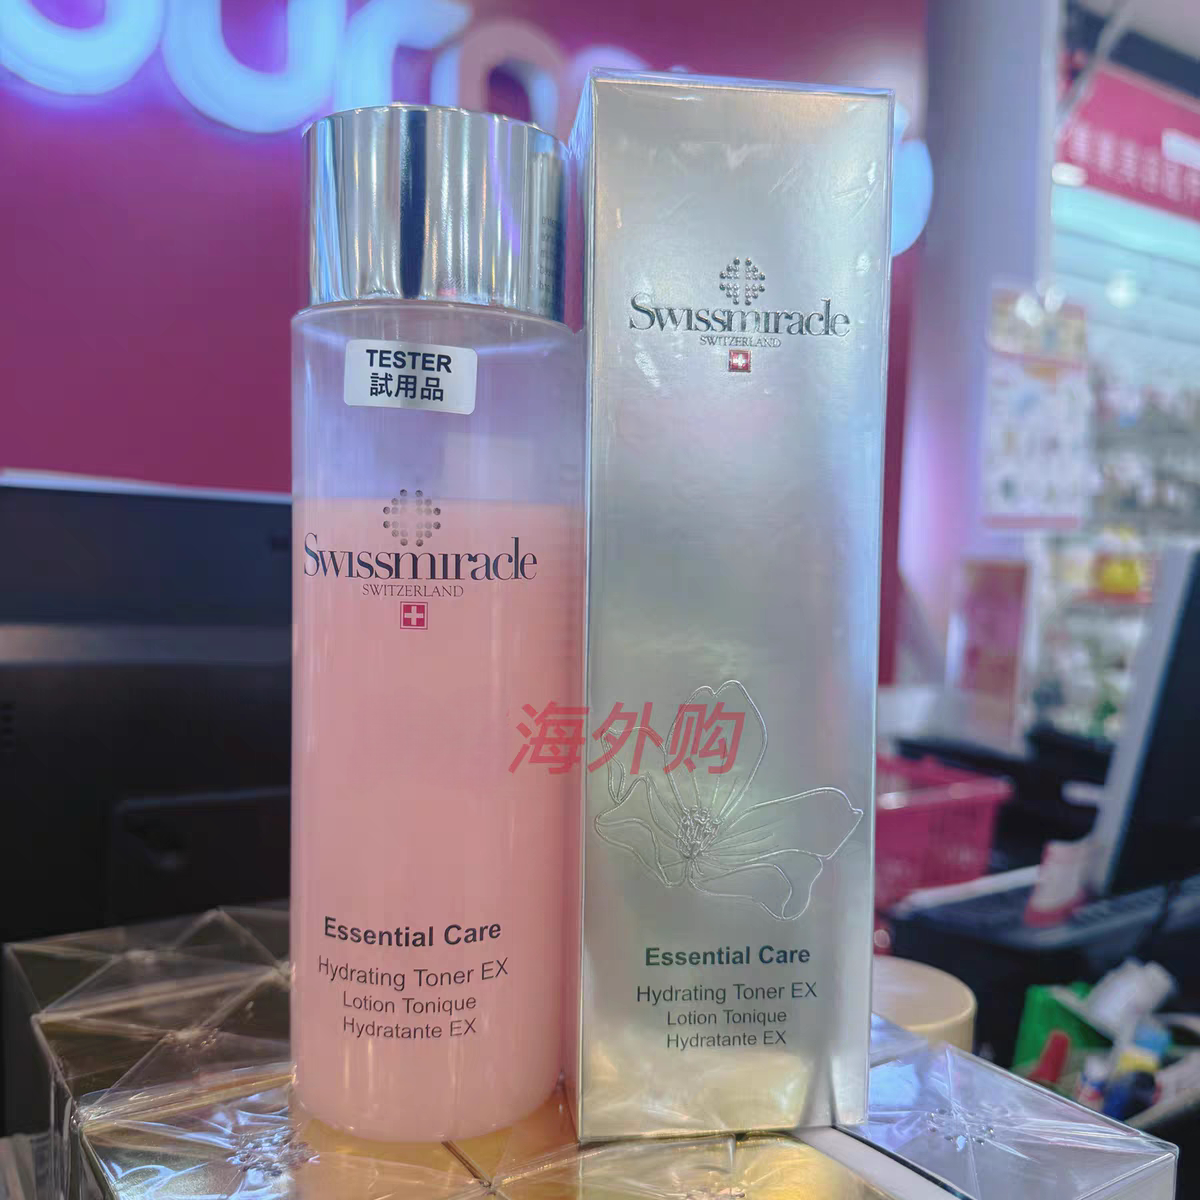 TESTER
試用品
Swissmiracle
SWITZERLAND
Essential Care
Hydrating Toner EX
Lotion Tonique
Hydratante EX
Swissmiracle
SWITZERLAND
海外购
Essential Care
Hydrating Toner EX
Lotion Tonique
Hydratante EX